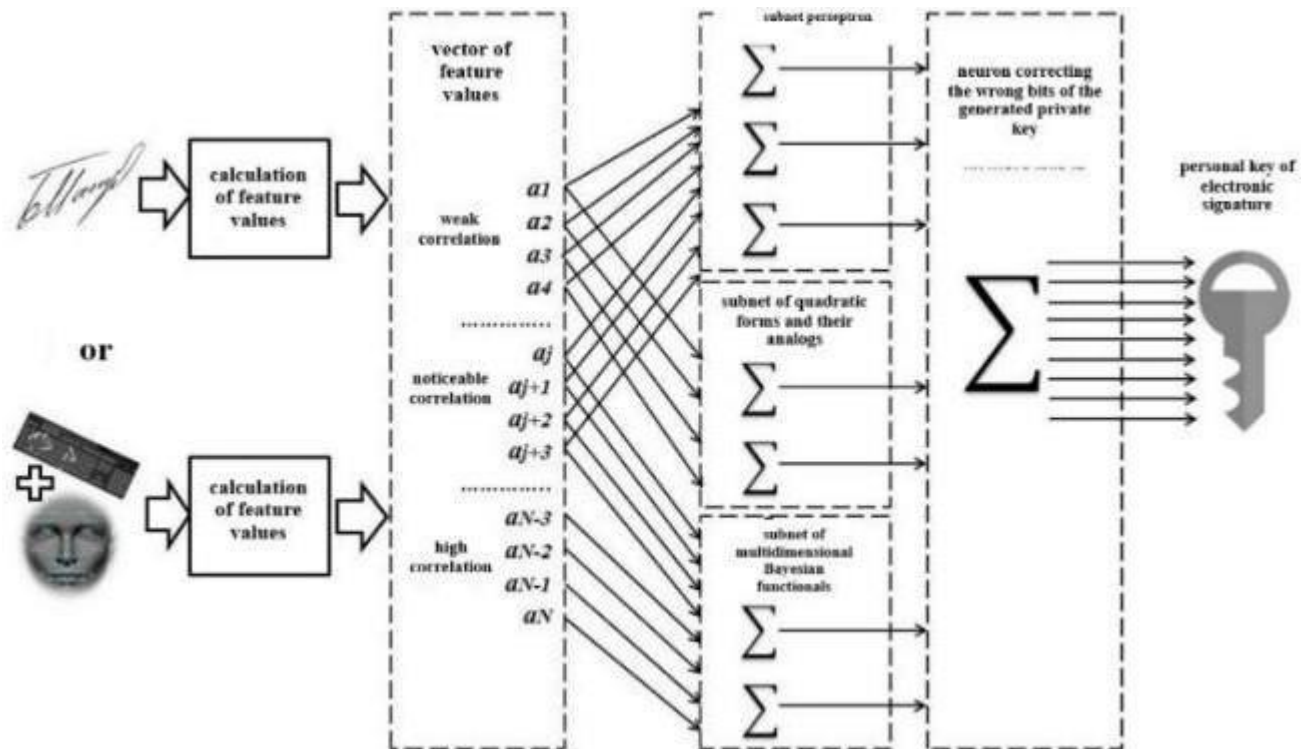 calculation
of feature
values
or
calculation
of feature
values
vector of
feature
values
weak
correlation
a1
a2
a3
a4
..............
noticeable
correlation
aj
aj+1
aj+2
aj+3
..............
high
correlation
aN-3
aN-2
aN-1
aN
subnet perseptron
∑
∑
∑
subnet of quadratic
forms and their
analogs
∑
∑
subnet of
multidimensional
Bayesian
functionals
∑
∑
neuron correcting
the wrong bits of the
generated private
key
∑
personal key of
electronic
signature